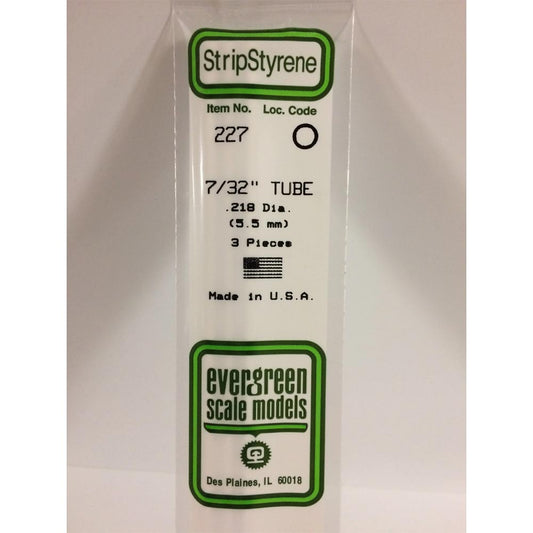 StripStyrene
Item No. Loc. Code
227 O
7/32" TUBE
.218 Dia.
(5.5 mm)
3 Pieces
Made in U.S.A.
evergreen
scale models
Des Plaines, IL 60018